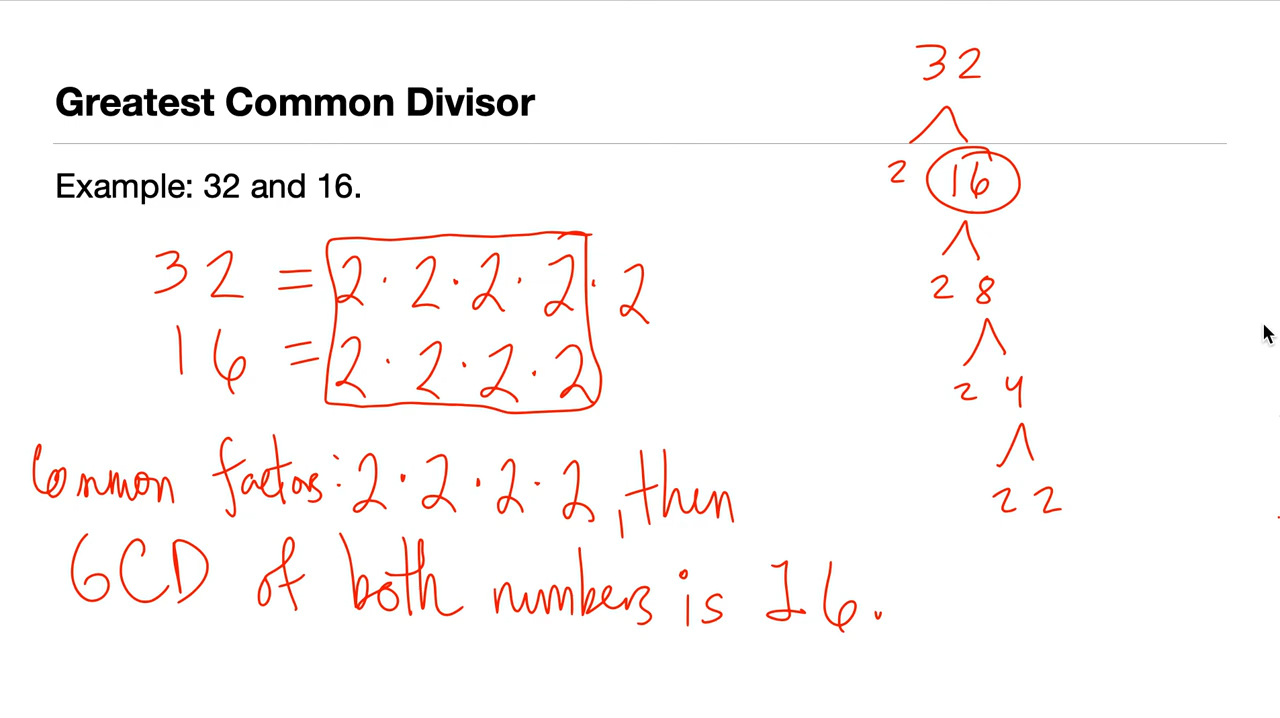 Greatest Common Divisor
Example: 32 and 16.
32 = 2 · 2 · 2 · 2 · 2
16 = 2 · 2 · 2 · 2
Common factors: 2 · 2 · 2 · 2, then
GCD of both numbers is 16.
32
2 16
2 8
2 4
2 2